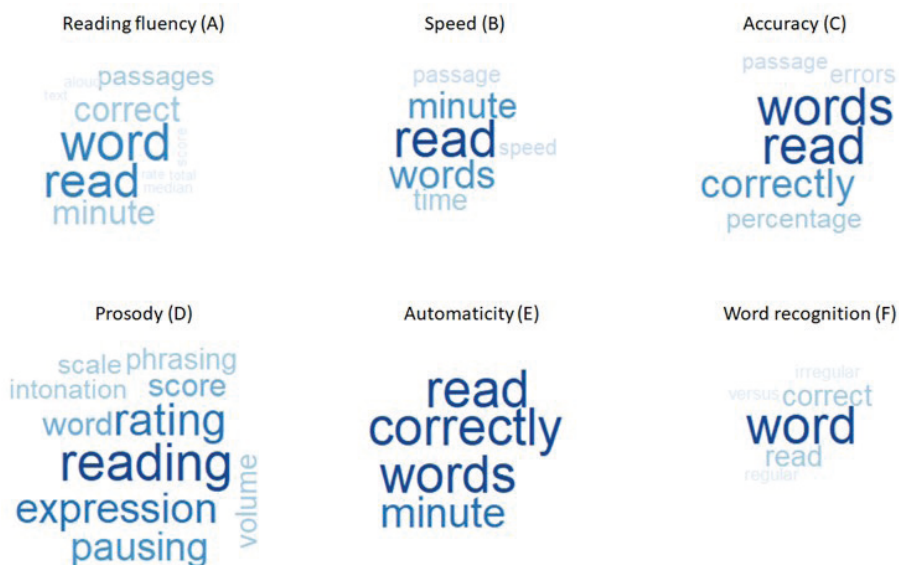 Reading fluency (A)
aloud passages
text
correct
word
score
read
rate total
median
minute
Speed (B)
passage
minute
read
speed
words
time
Accuracy (C)
passage
errors
words
read
correctly
percentage
Prosody (D)
scale phrasing
intonation score
word rating
reading
volume
expression
pausing
Automaticity (E)
read
correctly
words
minute
Word recognition (F)
irregular
versus correct
word
read
regular